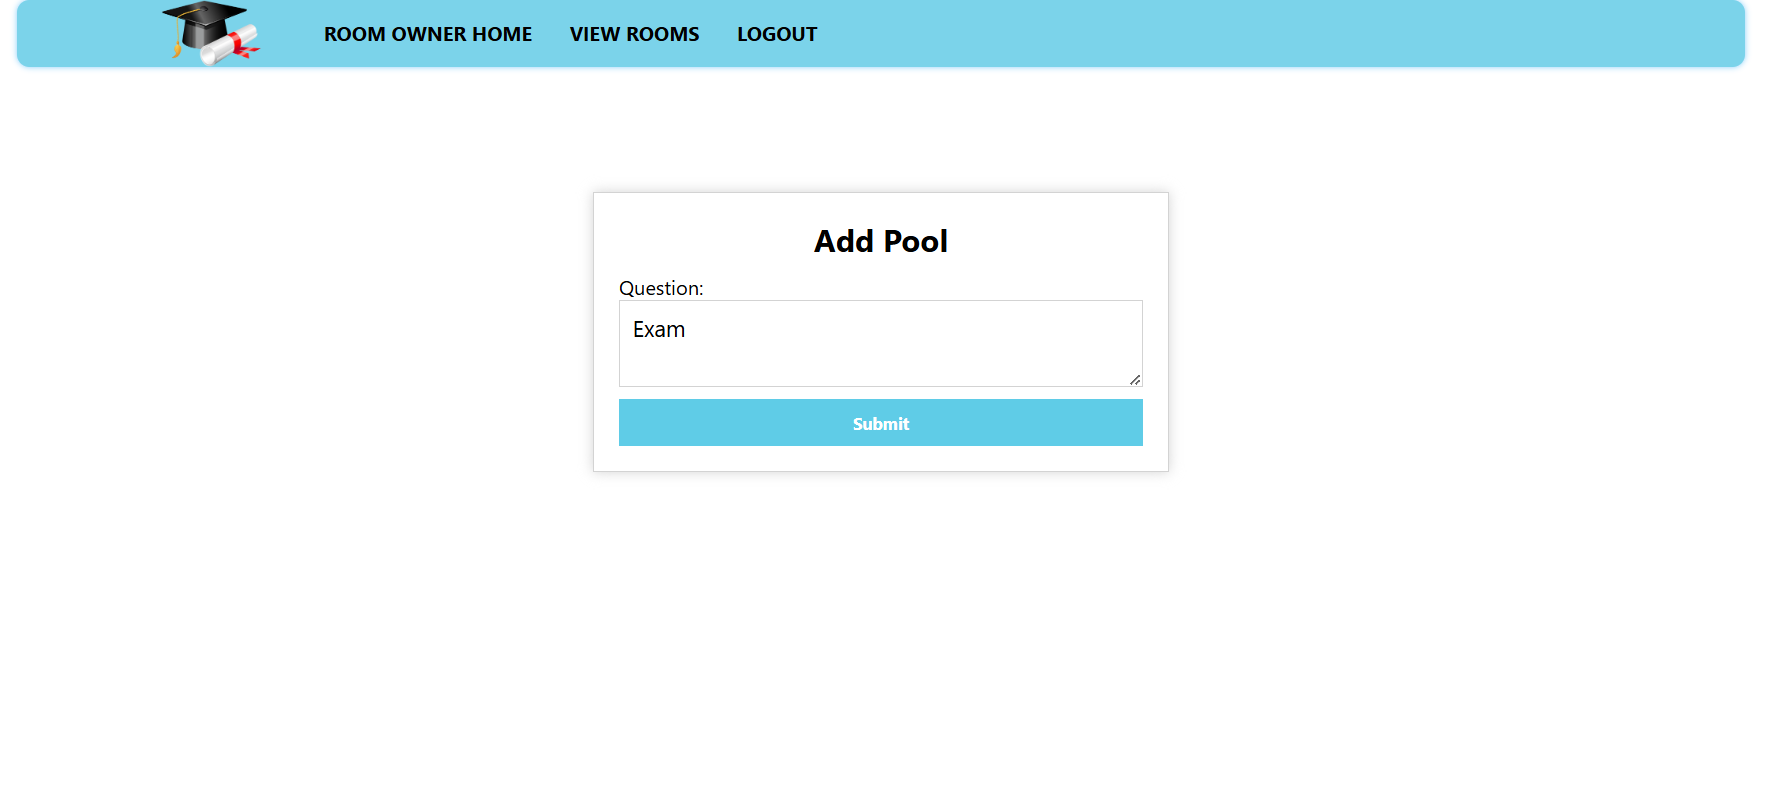 ROOM OWNER HOME VIEW ROOMS LOGOUT
Add Pool
Question:
Exam
Submit